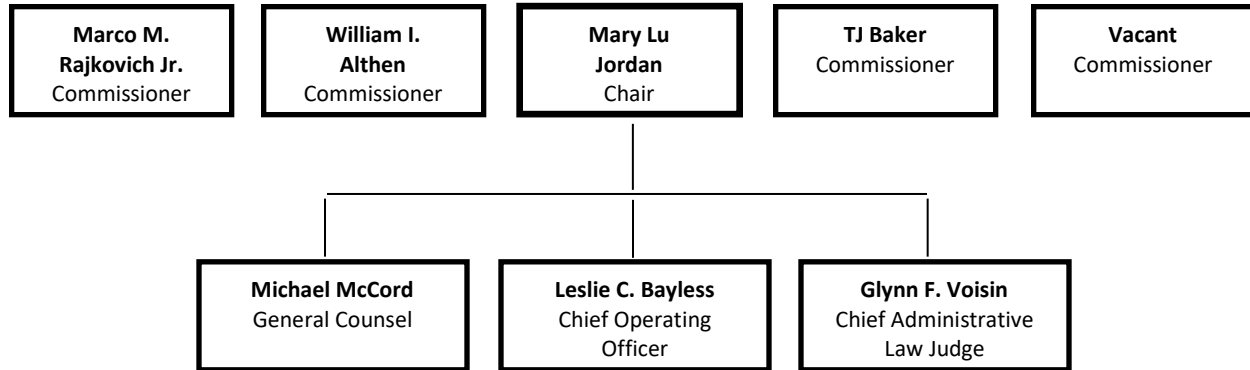 Marco M.
Rajkovich Jr.
Commissioner
William I.
Althen
Commissioner
Mary Lu
Jordan
Chair
TJ Baker
Commissioner
Vacant
Commissioner
Michael McCord
General Counsel
Leslie C. Bayless
Chief Operating
Officer
Glynn F. Voisin
Chief Administrative
Law Judge